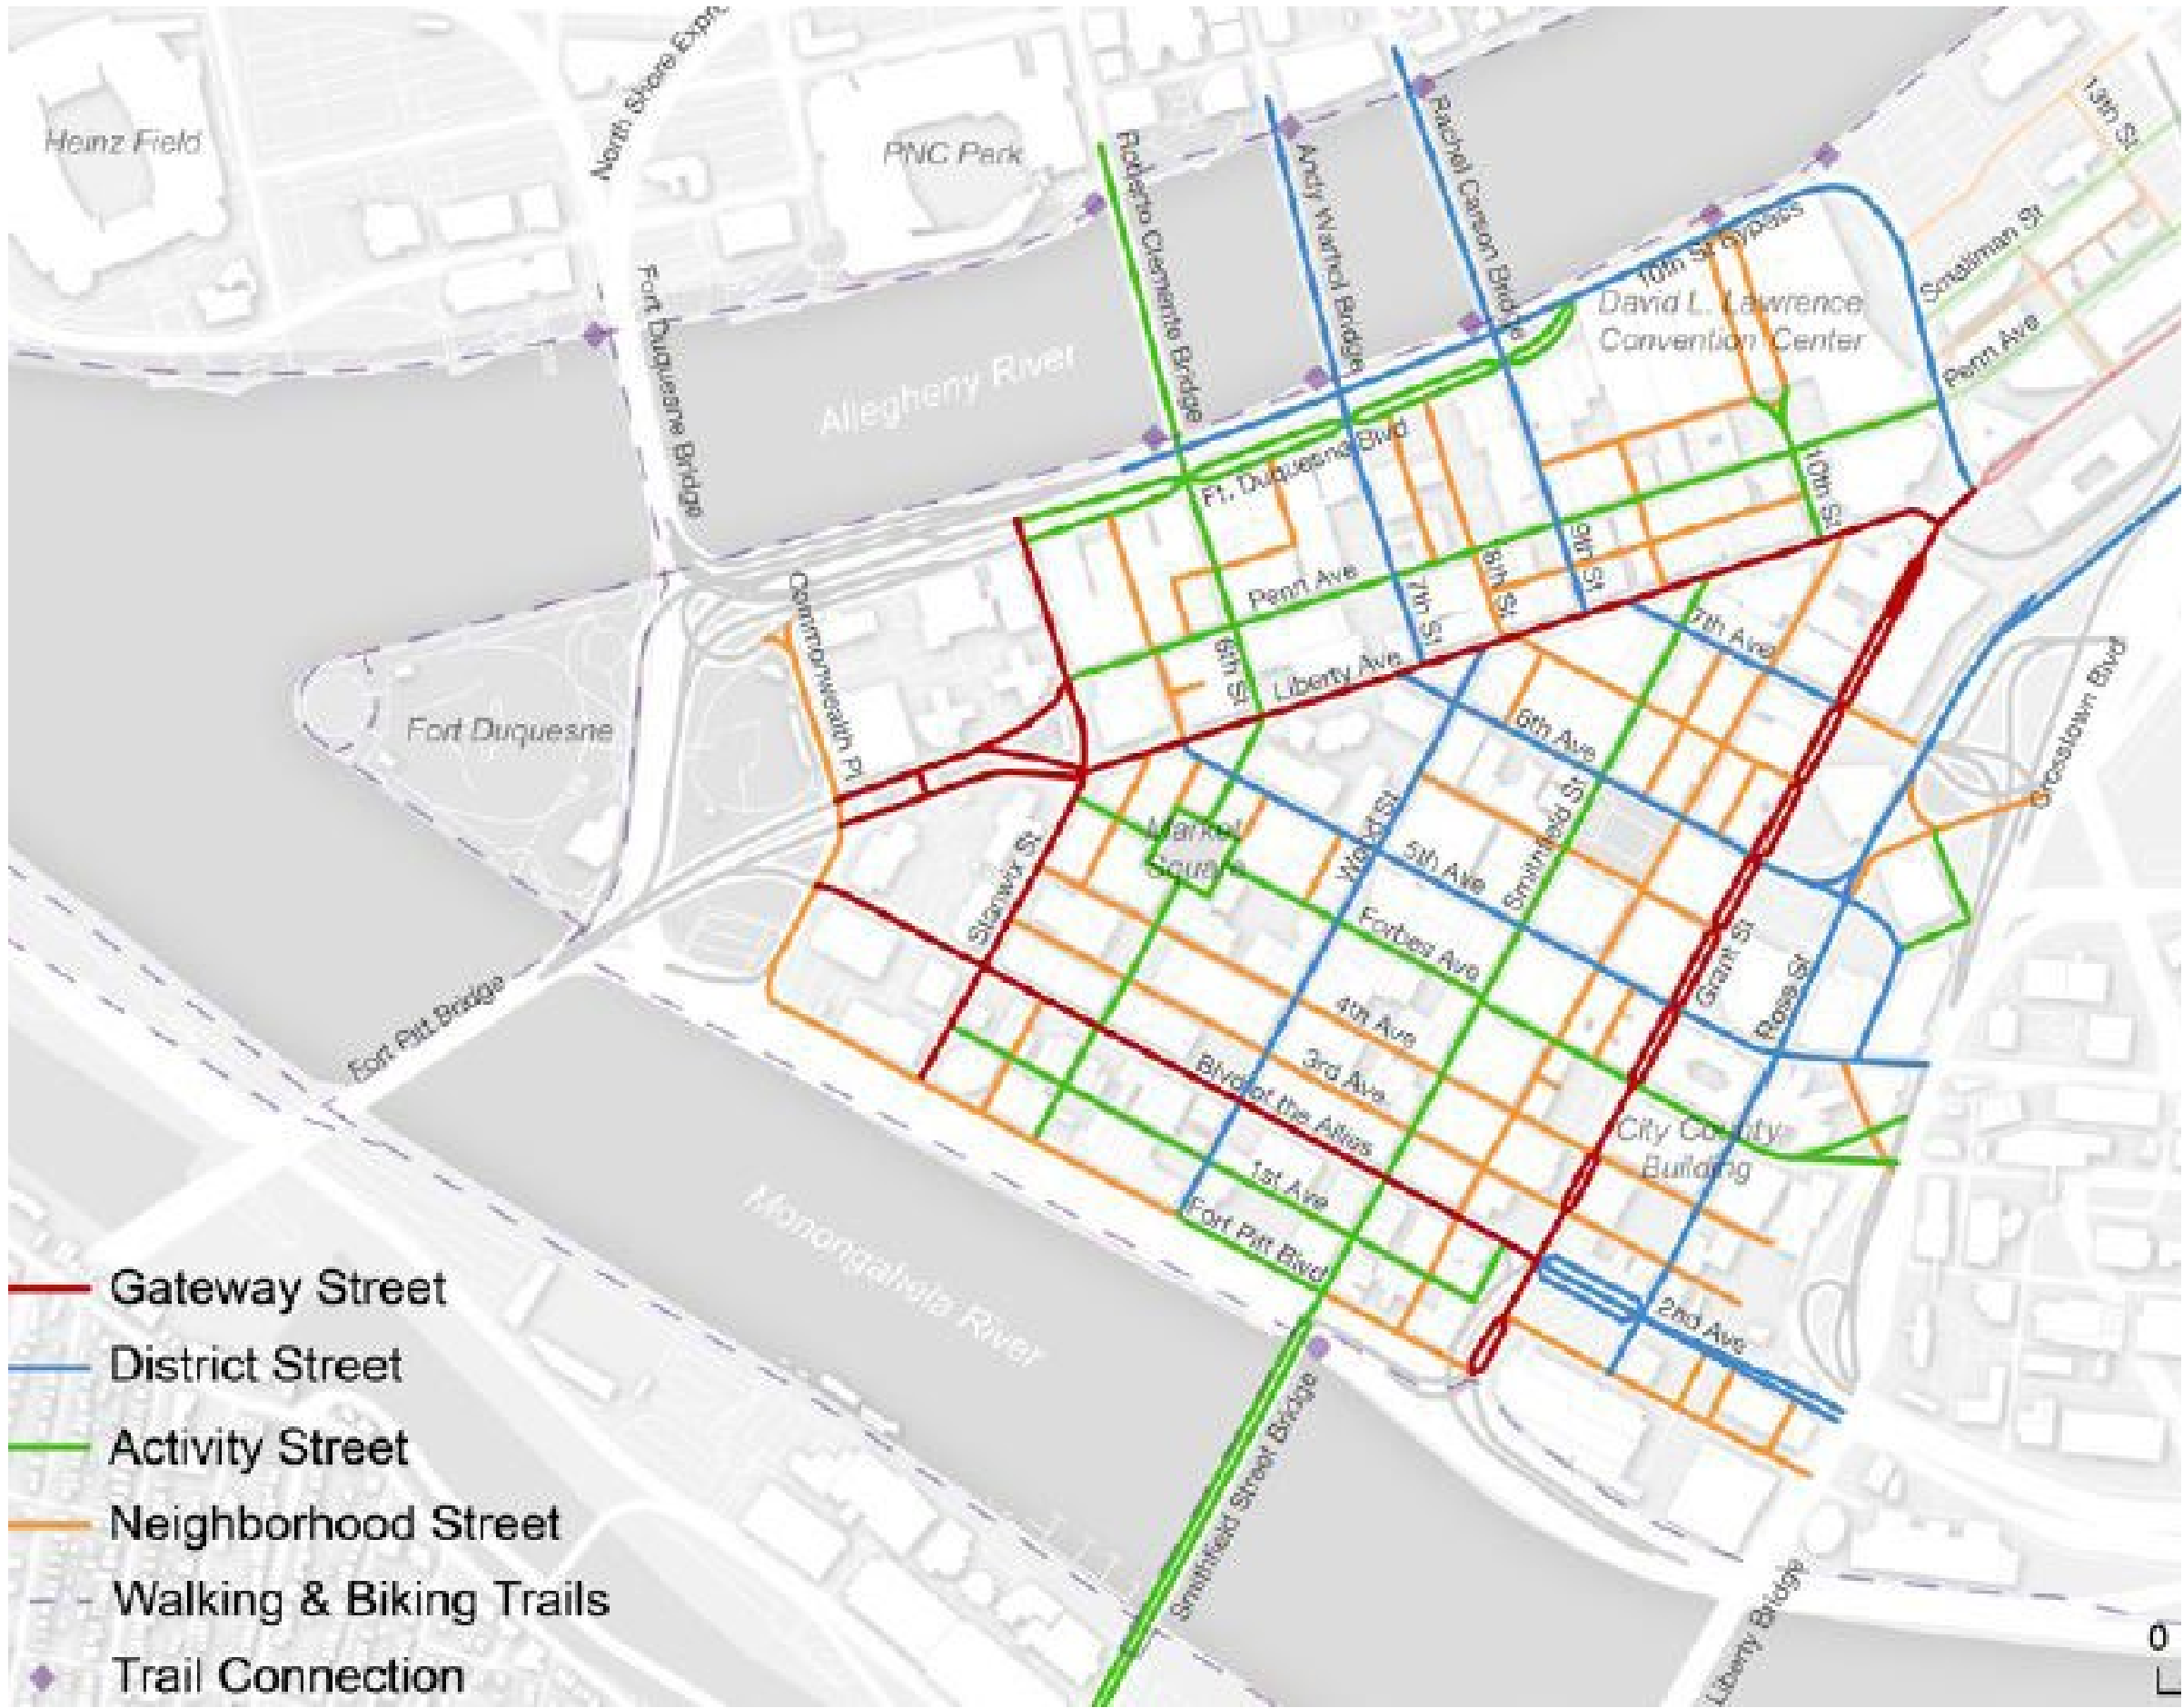 North Shore Expr
Heinz Field
PNC Park
13th St
Roberto Clemente Bridge
Andy Warhol Bridge
Rachel Carson Bridge
10th St Bypass
Smallman St
David L. Lawrence
Convention Center
Penn Ave
Fort Duquesne Bridge
Allegheny River
Ft. Duquesne Blvd
10th St
9th St
8th St
7th St
Penn Ave
6th St
Liberty Ave
7th Ave
Commonwealth Pl
Fort Duquesne
6th Ave
Crosstown Blvd
Market
Square
Stanwix St
Wood St
5th Ave
Smithfield St
Forbes Ave
Grant St
Ross St
Fort Pitt Bridge
4th Ave
3rd Ave
Blvd of the Allies
City County
Building
1st Ave
Fort Pitt Blvd
Monongahela River
2nd Ave
Smithfield Street Bridge
Liberty Bridge
Gateway Street
District Street
Activity Street
Neighborhood Street
Walking & Biking Trails
Trail Connection
0